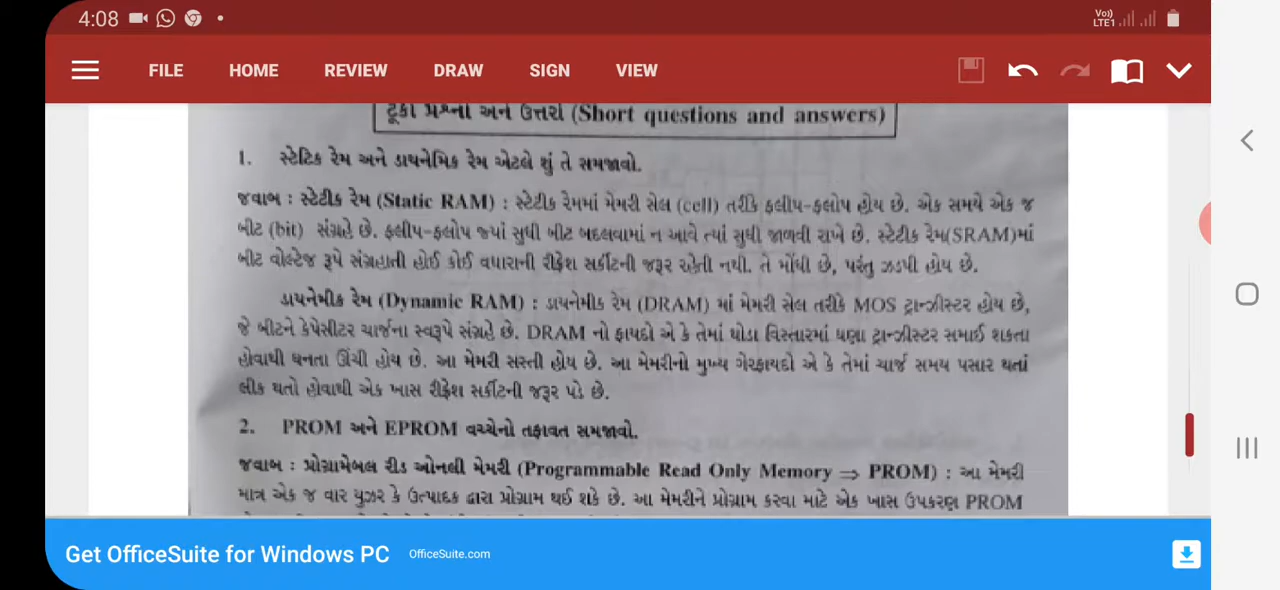 4:08
Vo) LTE1
FILE HOME REVIEW DRAW SIGN VIEW
ટૂંકા પ્રશ્નો અને ઉત્તરો (Short questions and answers)
1. સ્ટેટિક રેમ અને ડાયનેમિક રેમ એટલે શું તે સમજાવો.
જવાબ : સ્ટેટીક રેમ (Static RAM) : સ્ટેટીક રેમમાં મેમરી સેલ (cell) તરીકે ફલીપ-ફલોપ હોય છે. એક સમયે એક જ
બીટ (bit) સંગ્રહે છે. ફલીપ-ફલોપ જ્યાં સુધી બીટ બદલવામાં ન આવે ત્યાં સુધી જાળવી રાખે છે. સ્ટેટીક રેમ(SRAM)માં
બીટ વોલ્ટેજ રૂપે સંગ્રહાતી હોઈ કોઈ વધારાની રીફ્રેશ સર્કીટની જરૂર રહેતી નથી. તે મોંઘી છે, પરંતુ ઝડપી હોય છે.
ડાયનેમીક રેમ (Dynamic RAM) : ડાયનેમીક રેમ (DRAM) માં મેમરી સેલ તરીકે MOS ટ્રાન્ઝીસ્ટર હોય છે,
જે બીટને કેપેસીટર ચાર્જના સ્વરૂપે સંગ્રહે છે. DRAM નો ફાયદો એ કે તેમાં થોડા વિસ્તારમાં ઘણા ટ્રાન્ઝીસ્ટર સમાઈ શકતા
હોવાથી ઘનતા ઊંચી હોય છે. આ મેમરી સસ્તી હોય છે. આ મેમરીનો મુખ્ય ગેરફાયદો એ કે તેમાં ચાર્જ સમય પસાર થતાં
લીક થતો હોવાથી એક ખાસ રીફ્રેશ સર્કીટની જરૂર પડે છે.
2. PROM અને EPROM વચ્ચેનો તફાવત સમજાવો.
જવાબ : પ્રોગ્રામેબલ રીડ ઓનલી મેમરી (Programmable Read Only Memory ⇒ PROM) : આ મેમરી
માત્ર એક જ વાર યુઝર કે ઉત્પાદક દ્વારા પ્રોગ્રામ થઈ શકે છે. આ મેમરીને પ્રોગ્રામ કરવા માટે એક ખાસ ઉપકરણ PROM
Get OfficeSuite for Windows PC OfficeSuite.com